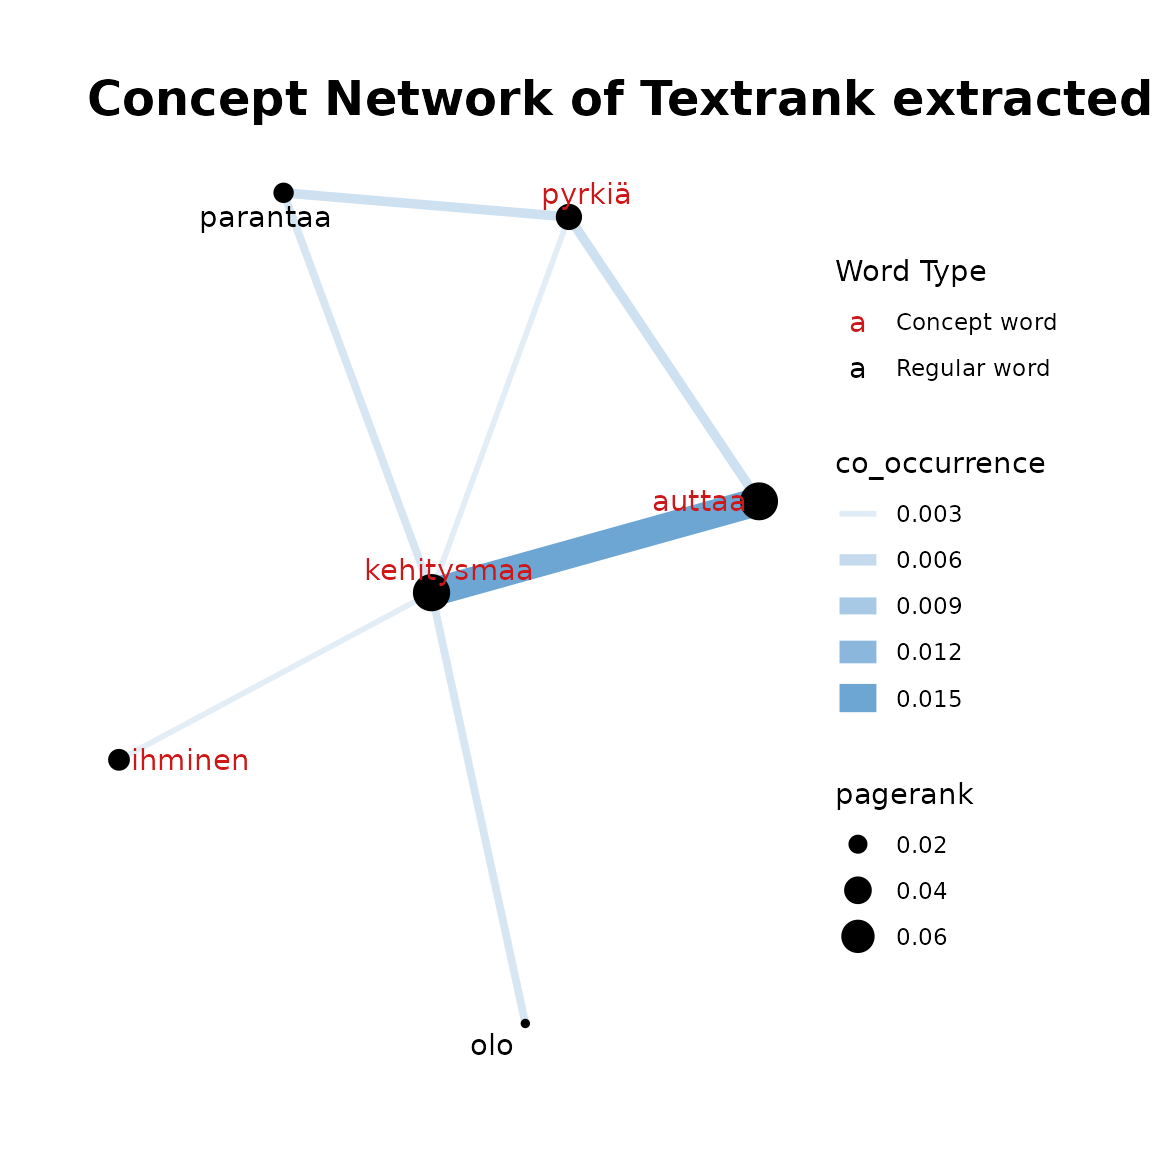 Concept Network of Textrank extracted
pyrkiä
parantaa
auttaa
kehitysmaa
ihminen
olo
Word Type
a Concept word
a Regular word
co_occurrence
0.003
0.006
0.009
0.012
0.015
pagerank
0.02
0.04
0.06